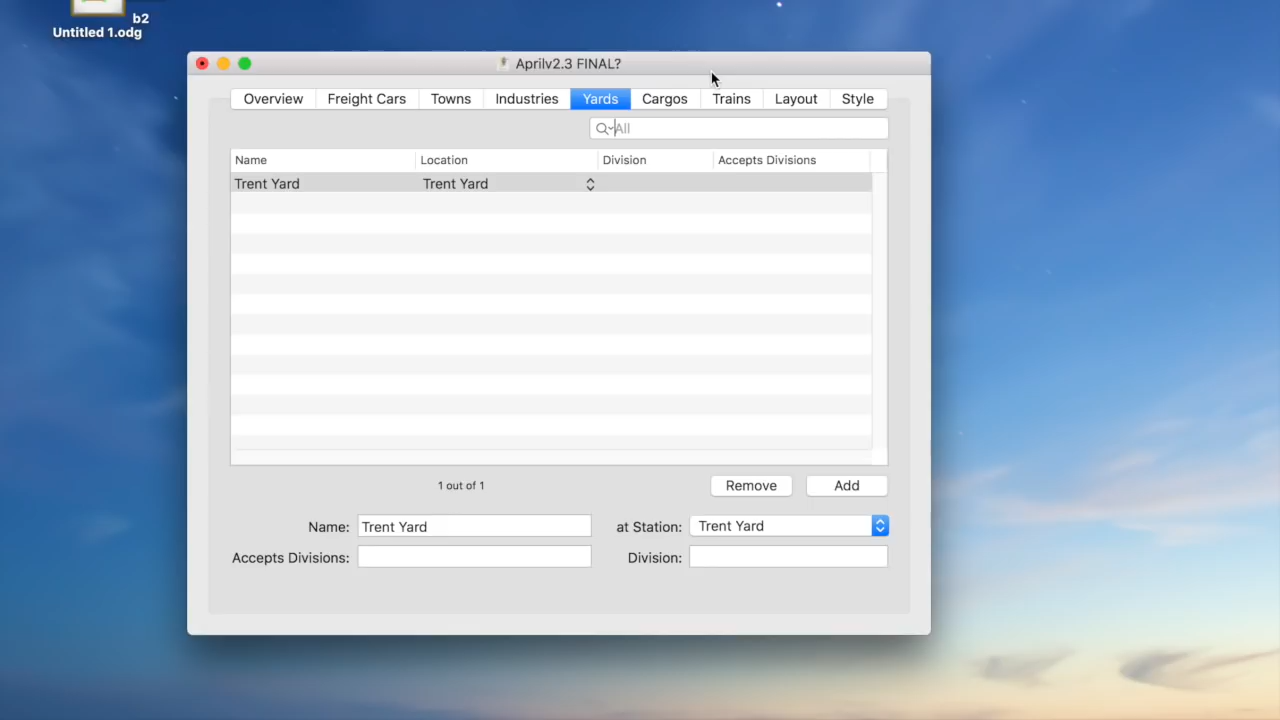 b2
Untitled 1.odg
Aprilv2.3 FINAL?
Overview Freight Cars Towns Industries Yards Cargos Trains Layout Style
All
Name Location Division Accepts Divisions
Trent Yard Trent Yard
1 out of 1 Remove Add
Name: Trent Yard at Station: Trent Yard
Accepts Divisions: Division: